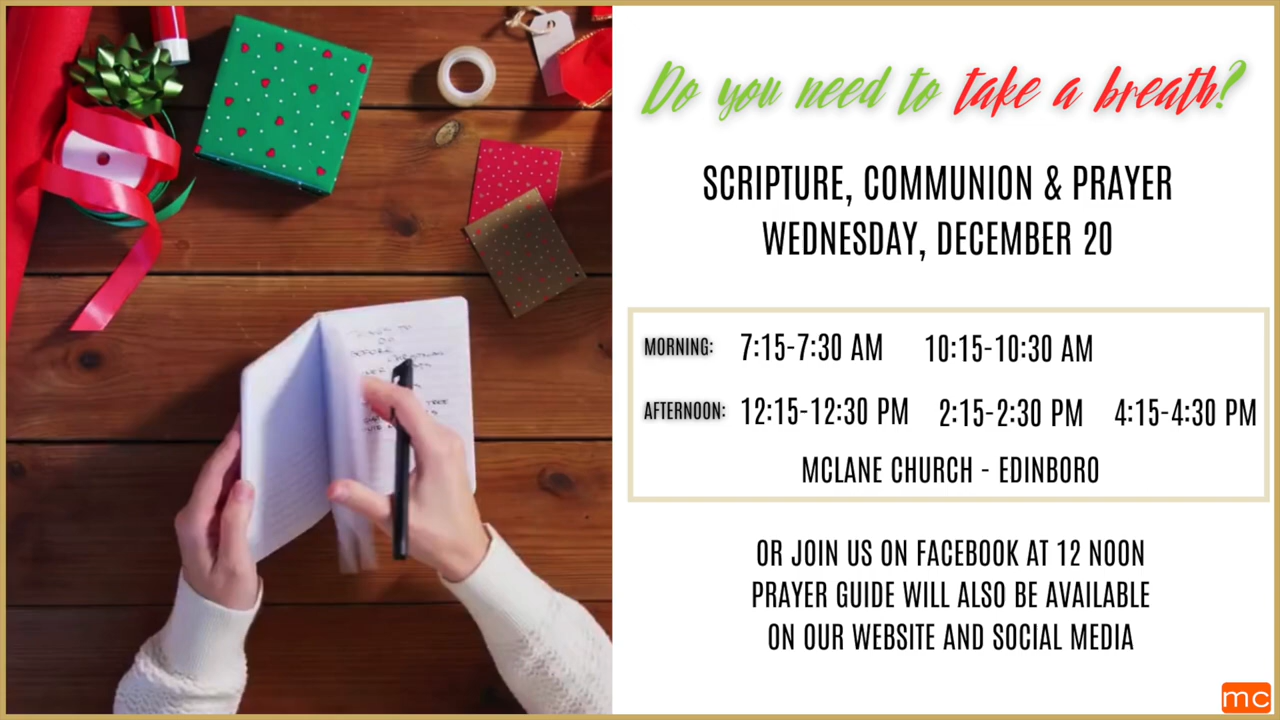 Do you need to take a breath?
SCRIPTURE, COMMUNION & PRAYER
WEDNESDAY, DECEMBER 20
MORNING: 7:15-7:30 AM 10:15-10:30 AM
AFTERNOON: 12:15-12:30 PM 2:15-2:30 PM 4:15-4:30 PM
MCLANE CHURCH - EDINBORO
OR JOIN US ON FACEBOOK AT 12 NOON
PRAYER GUIDE WILL ALSO BE AVAILABLE
ON OUR WEBSITE AND SOCIAL MEDIA
mc